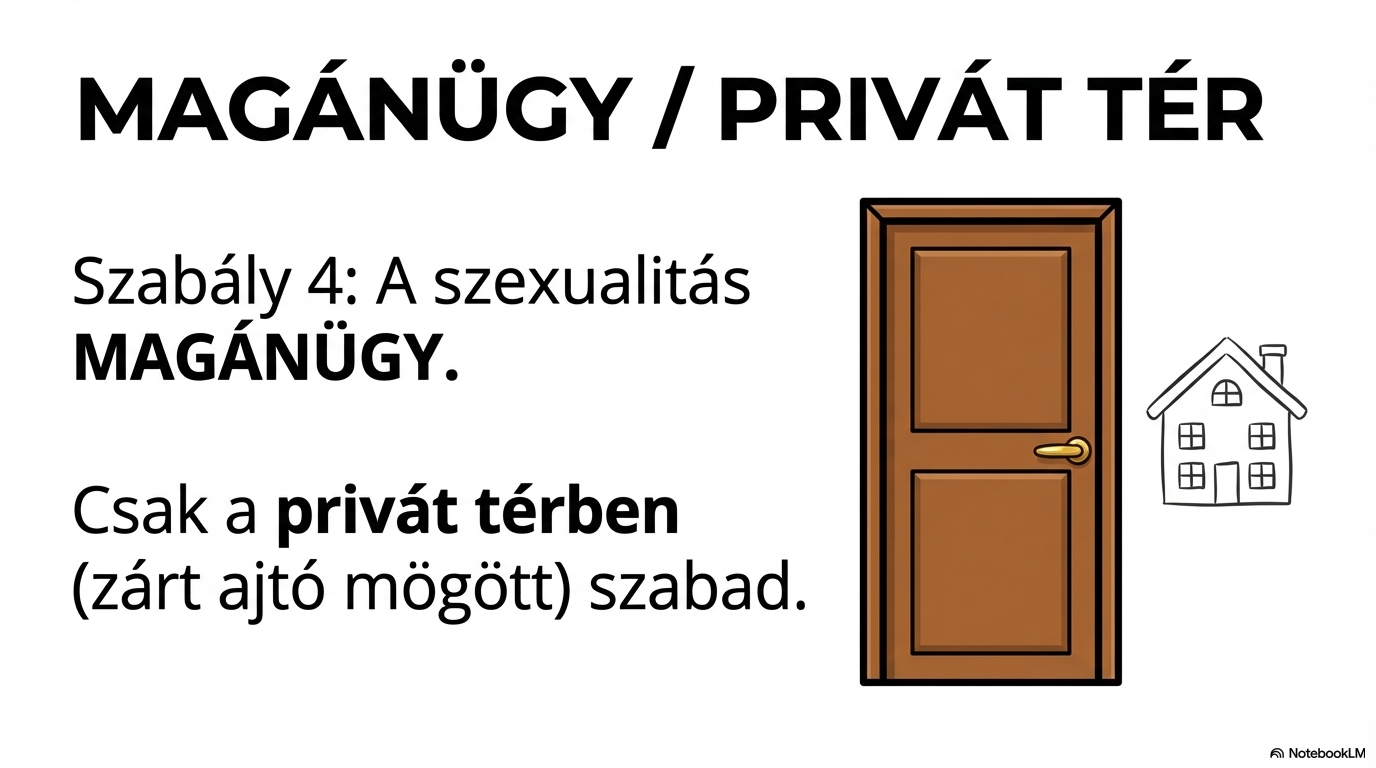 MAGÁNÜGY / PRIVÁT TÉR
Szabály 4: A szexualitás
MAGÁNÜGY.
Csak a privát térben
(zárt ajtó mögött) szabad.
NotebookLM